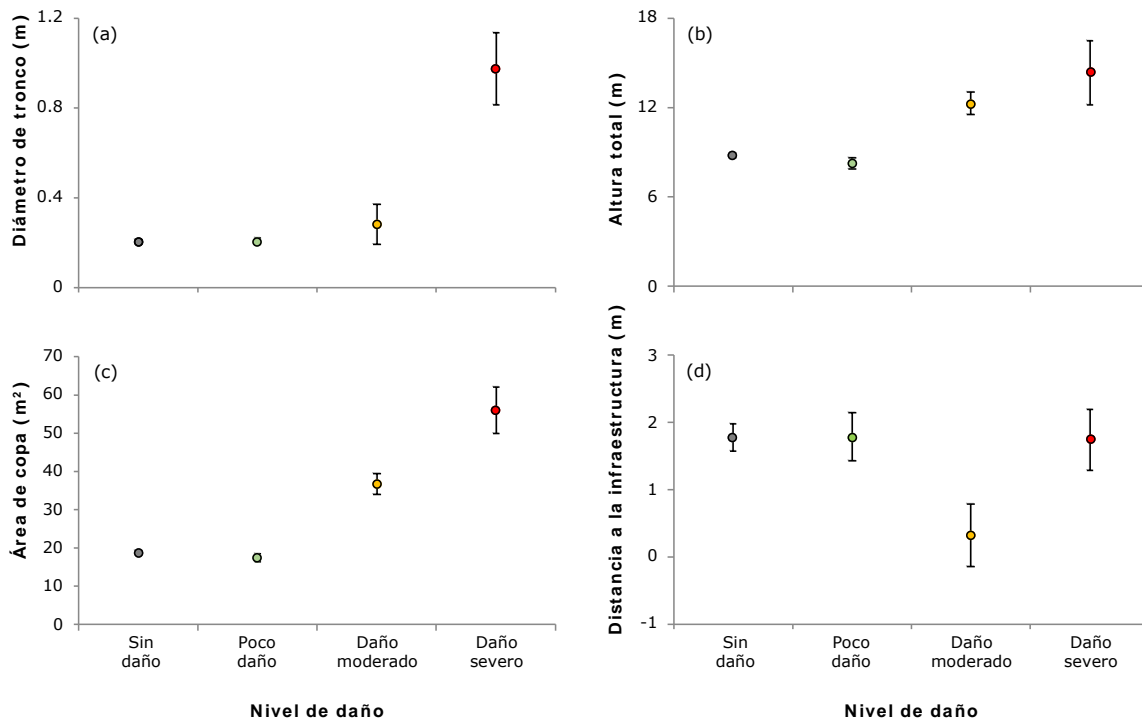 (a)
Diámetro de tronco (m)
1.2
0.8
0.4
0
(b)
Altura total (m)
18
12
6
0
(c)
Área de copa (m²)
70
60
50
40
30
20
10
0
Sin daño
Poco daño
Daño moderado
Daño severo
Nivel de daño
(d)
Distancia a la infraestructura (m)
3
2
1
0
-1
Sin daño
Poco daño
Daño moderado
Daño severo
Nivel de daño